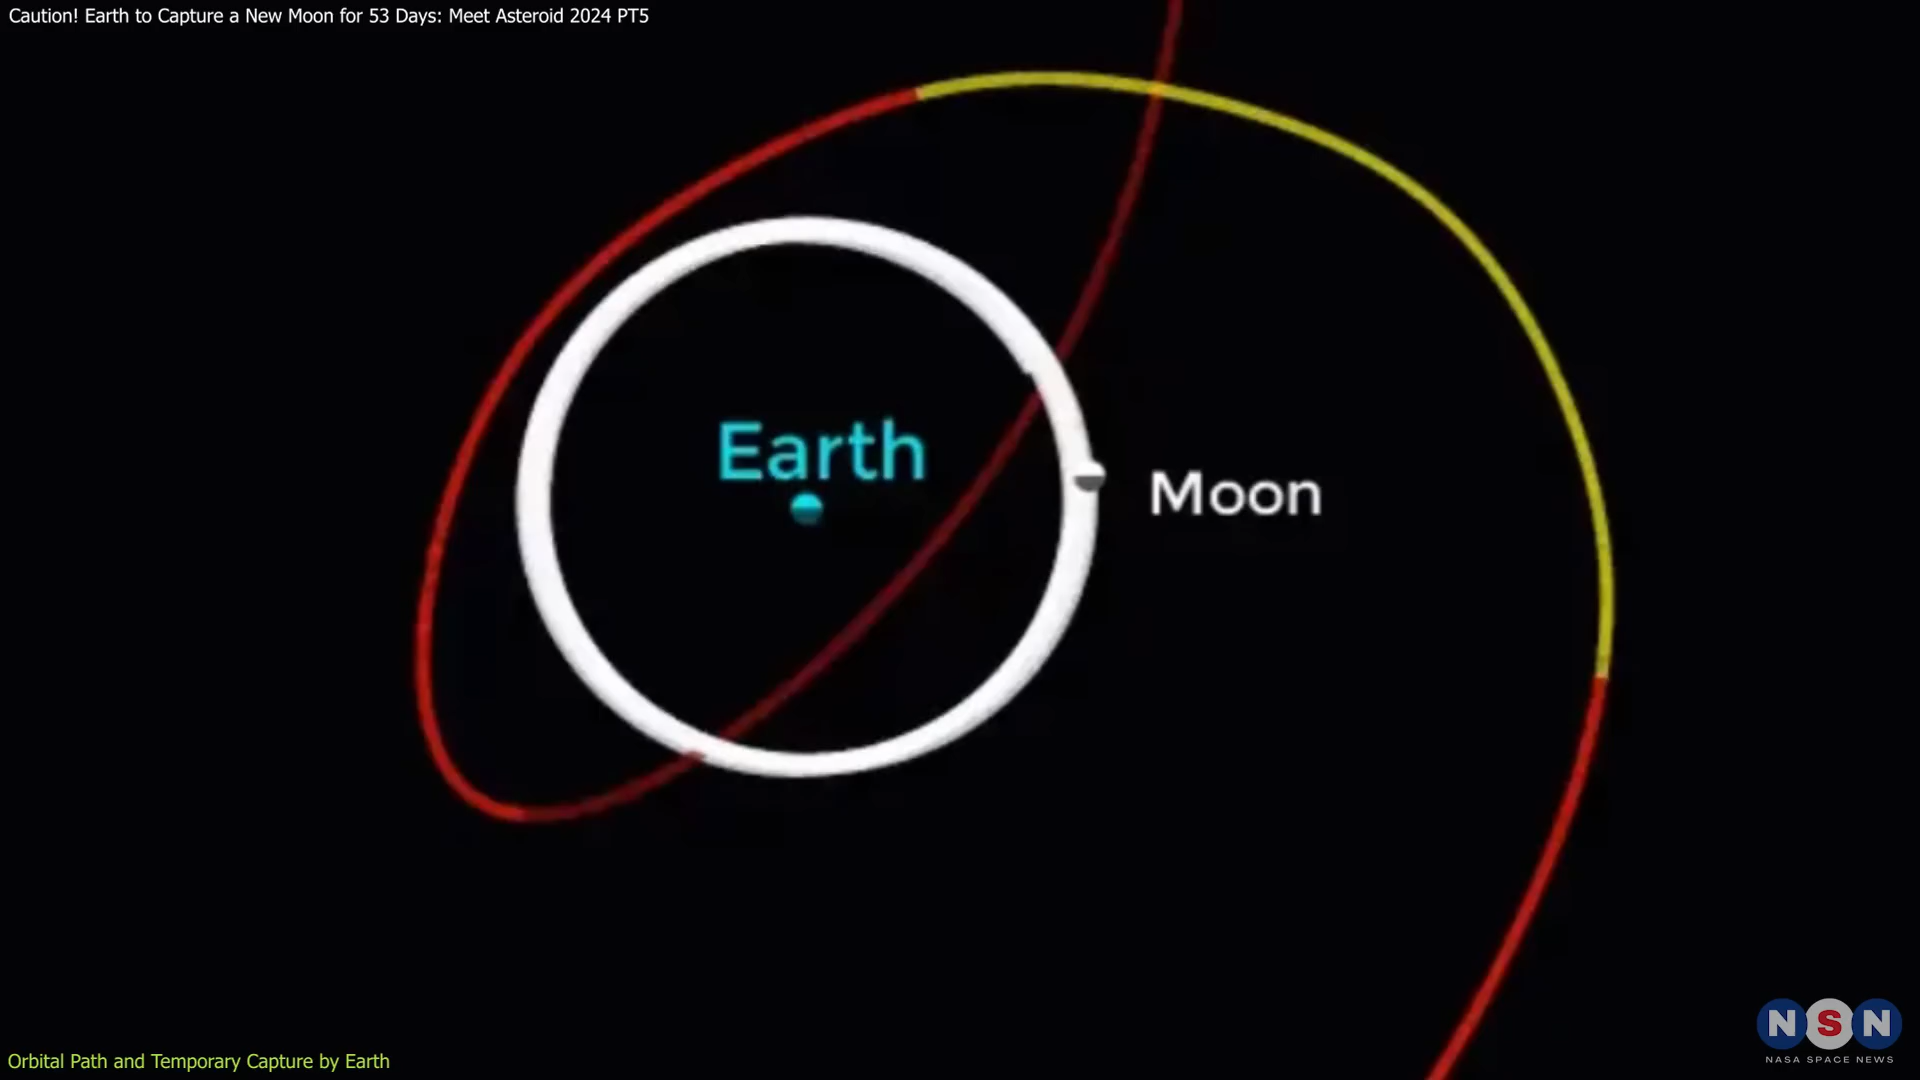 Caution! Earth to Capture a New Moon for 53 Days: Meet Asteroid 2024 PT5
Earth
Moon
NSN
NASA SPACE NEWS
Orbital Path and Temporary Capture by Earth